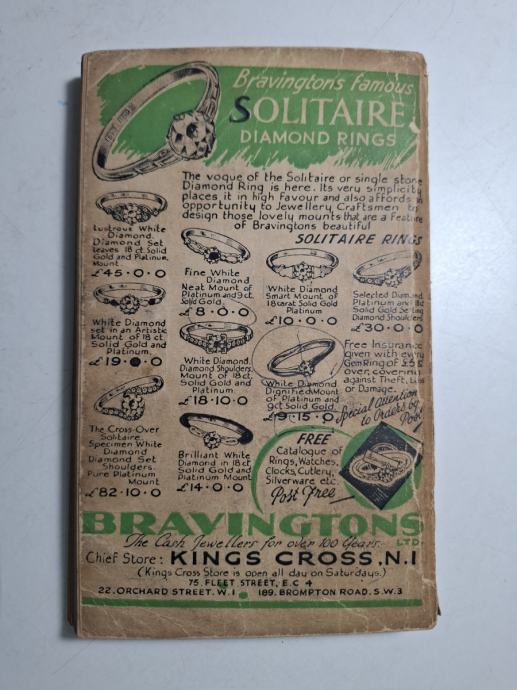 Bravington's famous
SOLITAIRE
DIAMOND RINGS
The vogue of the Solitaire or single stone
Diamond Ring is here. Its very simplicity
places it in high favour and also affords
opportunity to Jewellery Craftsmen to
design those lovely mounts that are a feature
of Bravingtons beautiful
SOLITAIRE RINGS
Lustrous White
Diamond.
Diamond Set
leaves 18 ct. Solid
Gold and Platinum
Mount.
£45·0·0
Fine White
Diamond
Neat Mount of
Platinum and 9ct.
Solid Gold.
£8·0·0
White Diamond
Smart Mount of
18 carat Solid Gold
Platinum
£10·0·0
Selected Diamond
Platinum and
Solid Gold Setting
Diamond Shoulders
£30·0·0
White Diamond
set in an Artistic
Mount of 18 ct.
Solid Gold and
Platinum.
£19·0·0
White Diamond.
Diamond Shoulders
Mount of 18ct.
Solid Gold and
Platinum
£18·10·0
White Diamond
Dignified Mount
of Platinum and
9ct Solid Gold.
£9·15·0
Free Insurance
given with every
Gem Ring of
over, covering
against Theft,
or Damage.
Special attention
to Orders by
Post
The Cross-Over
Solitaire.
Specimen White
Diamond
Diamond Set
Shoulders.
Pure Platinum
Mount
£82·10·0
Brilliant White
Diamond in 18ct
Solid Gold and
Platinum Mount
£14·0·0
FREE
Catalogue of
Rings, Watches,
Clocks, Cutlery,
Silverware etc.
Post Free
BRAVINGTONS
LTD.
The Cash Jewellers for over 100 Years.
Chief Store: KINGS CROSS, N.1
(Kings Cross Store is open all day on Saturdays.)
75. FLEET STREET, E.C 4
22. ORCHARD STREET. W.1 · 189. BROMPTON ROAD. S.W.3